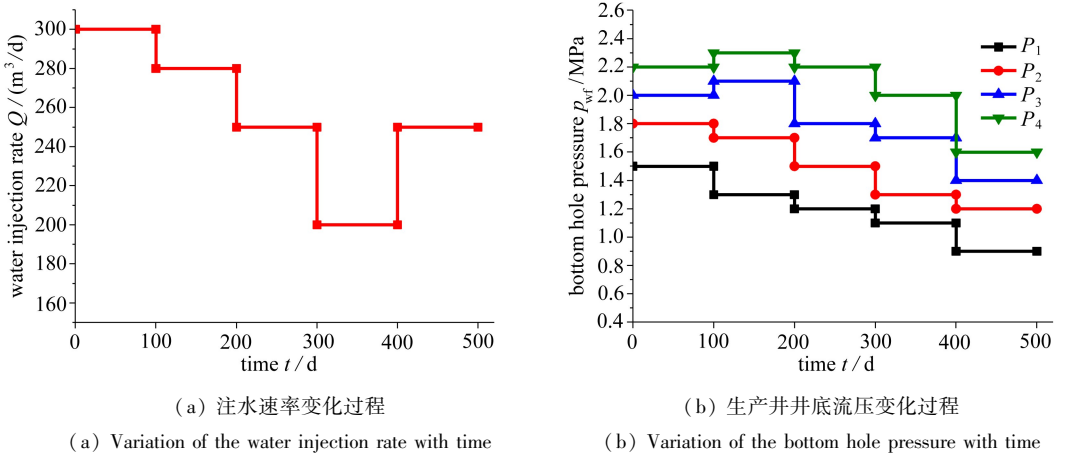 300
280
260
240
220
200
180
160
0
100
200
300
400
500
water injection rate Q / (m³/d)
time t / d
2.6
2.4
2.2
2.0
1.8
1.6
1.4
1.2
1.0
0.8
0.6
0.4
0
100
200
300
400
500
bottom hole pressure p_wf / MPa
time t / d
P₁
P₂
P₃
P₄
(a) 注水速率变化过程
(a) Variation of the water injection rate with time
(b) 生产井井底流压变化过程
(b) Variation of the bottom hole pressure with time